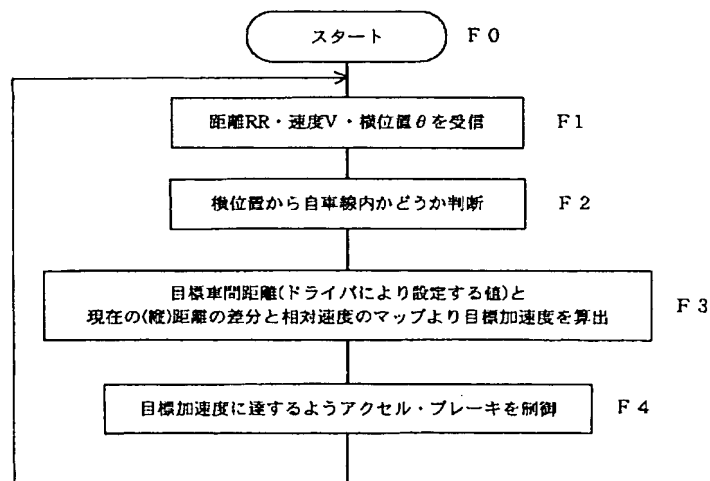 スタート F0
距離RR・速度V・横位置θを受信 F1
横位置から自車線内かどうか判断 F2
目標車間距離(ドライバにより設定する値)と
現在の(縦)距離の差分と相対速度のマップより目標加速度を算出 F3
目標加速度に達するようアクセル・ブレーキを制御 F4